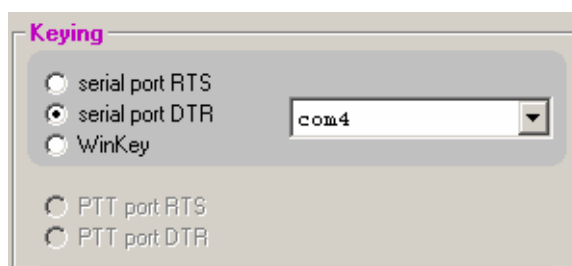 Keying
serial port RTS
serial port DTR
com4
WinKey
PTT port RTS
PTT port DTR